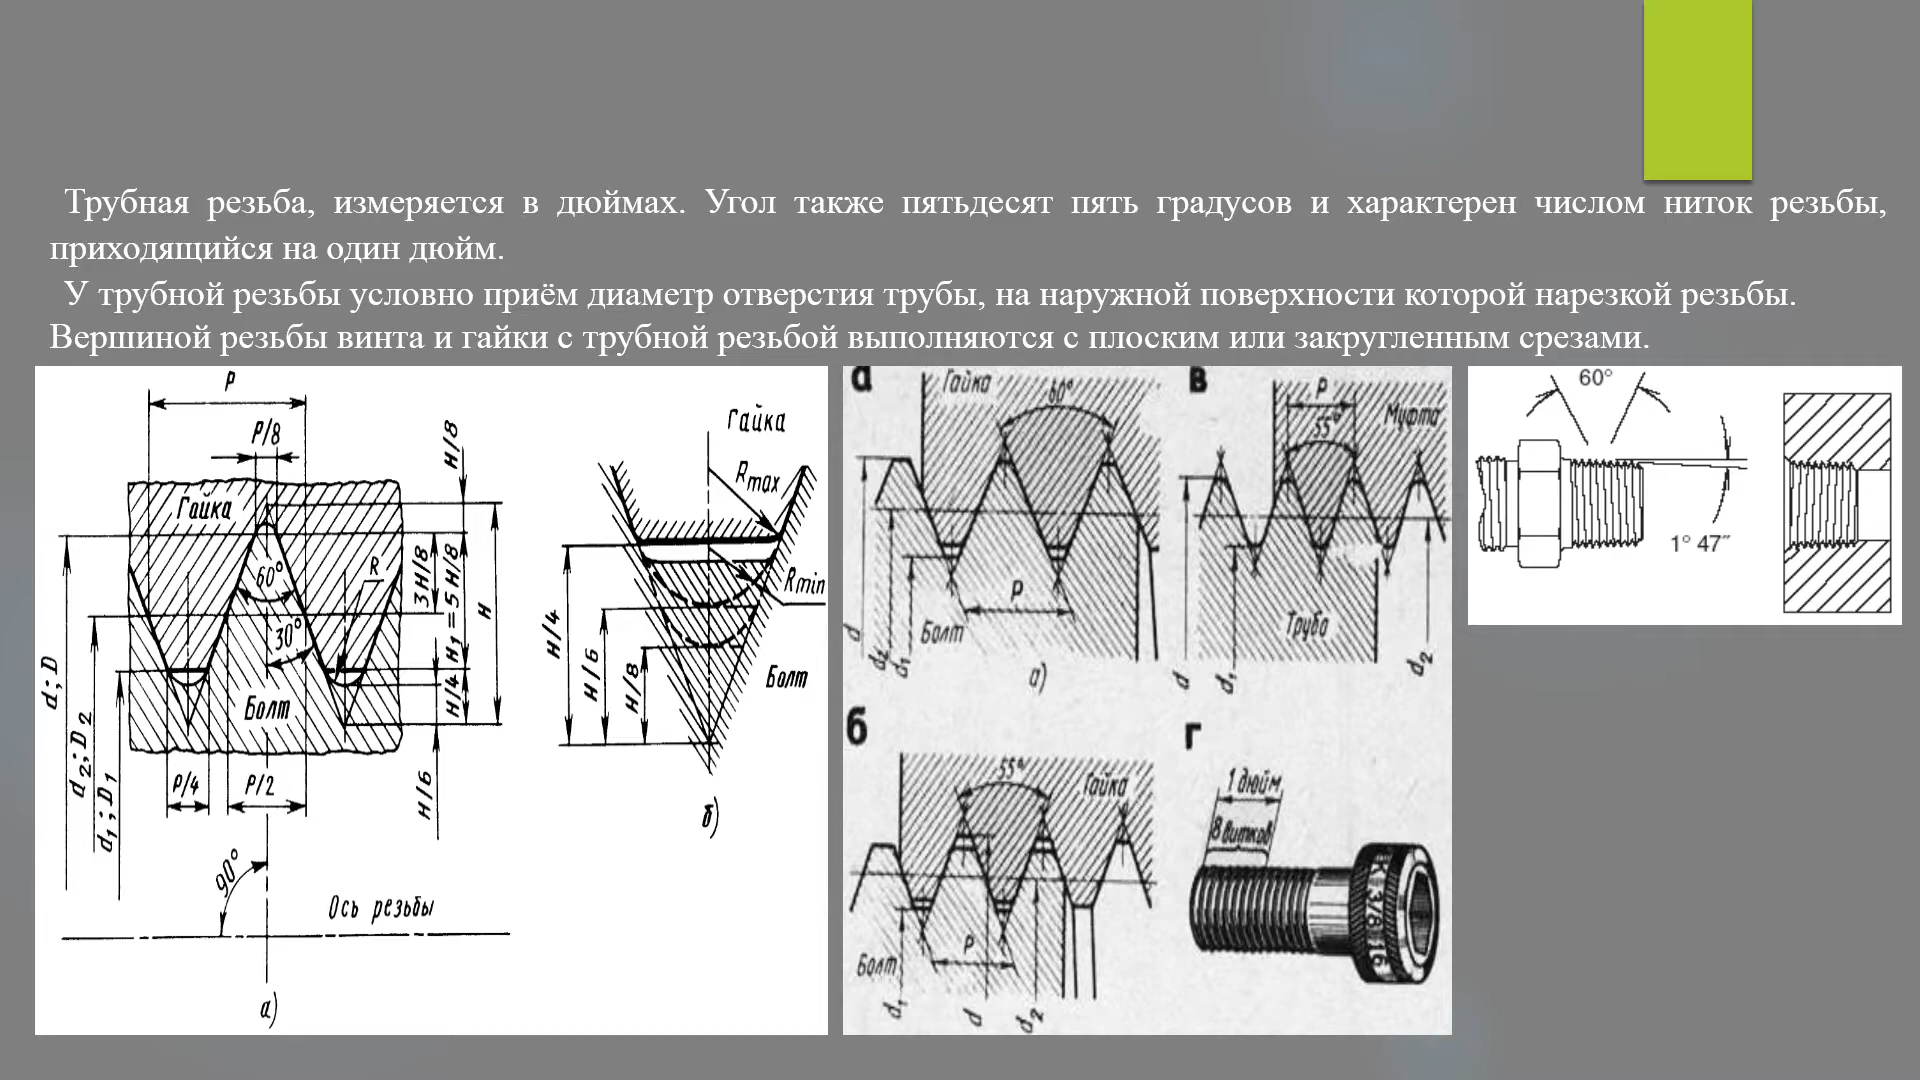 Трубная резьба, измеряется в дюймах. Угол также пятьдесят пять градусов и характерен числом ниток резьбы,
приходящийся на один дюйм.
У трубной резьбы условно приём диаметр отверстия трубы, на наружной поверхности которой нарезкой резьбы.
Вершиной резьбы винта и гайки с трубной резьбой выполняются с плоским или закругленным срезами.
P
P/8
H/8
Гайка
60°
R
3H/8
H₁=5H/8
H
30°
Болт
H/4
d; D
d₂; D₂
d₁; D₁
P/4
P/2
H/6
90°
Ось резьбы
а)
Гайка
Rmax
Rmin
H/4
H/6
H/8
Болт
б)
а
Гайка
60°
P
Болт
d
d₂
d₁
а)
в
P
55°
Муфта
Труба
d
d₁
d₂
б
55°
Гайка
P
Болт
d₁
d
d₂
г
1 дюйм
8 витков
K 3/8 16
60°
1° 47″